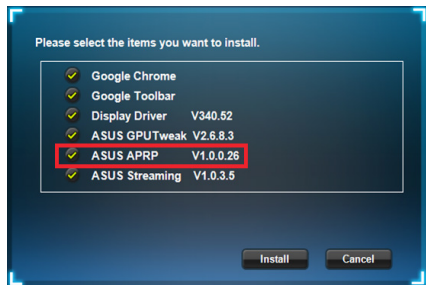 Please select the items you want to install.
Google Chrome
Google Toolbar
Display Driver V340.52
ASUS GPUTweak V2.6.8.3
ASUS APRP V1.0.0.26
ASUS Streaming V1.0.3.5
Install Cancel